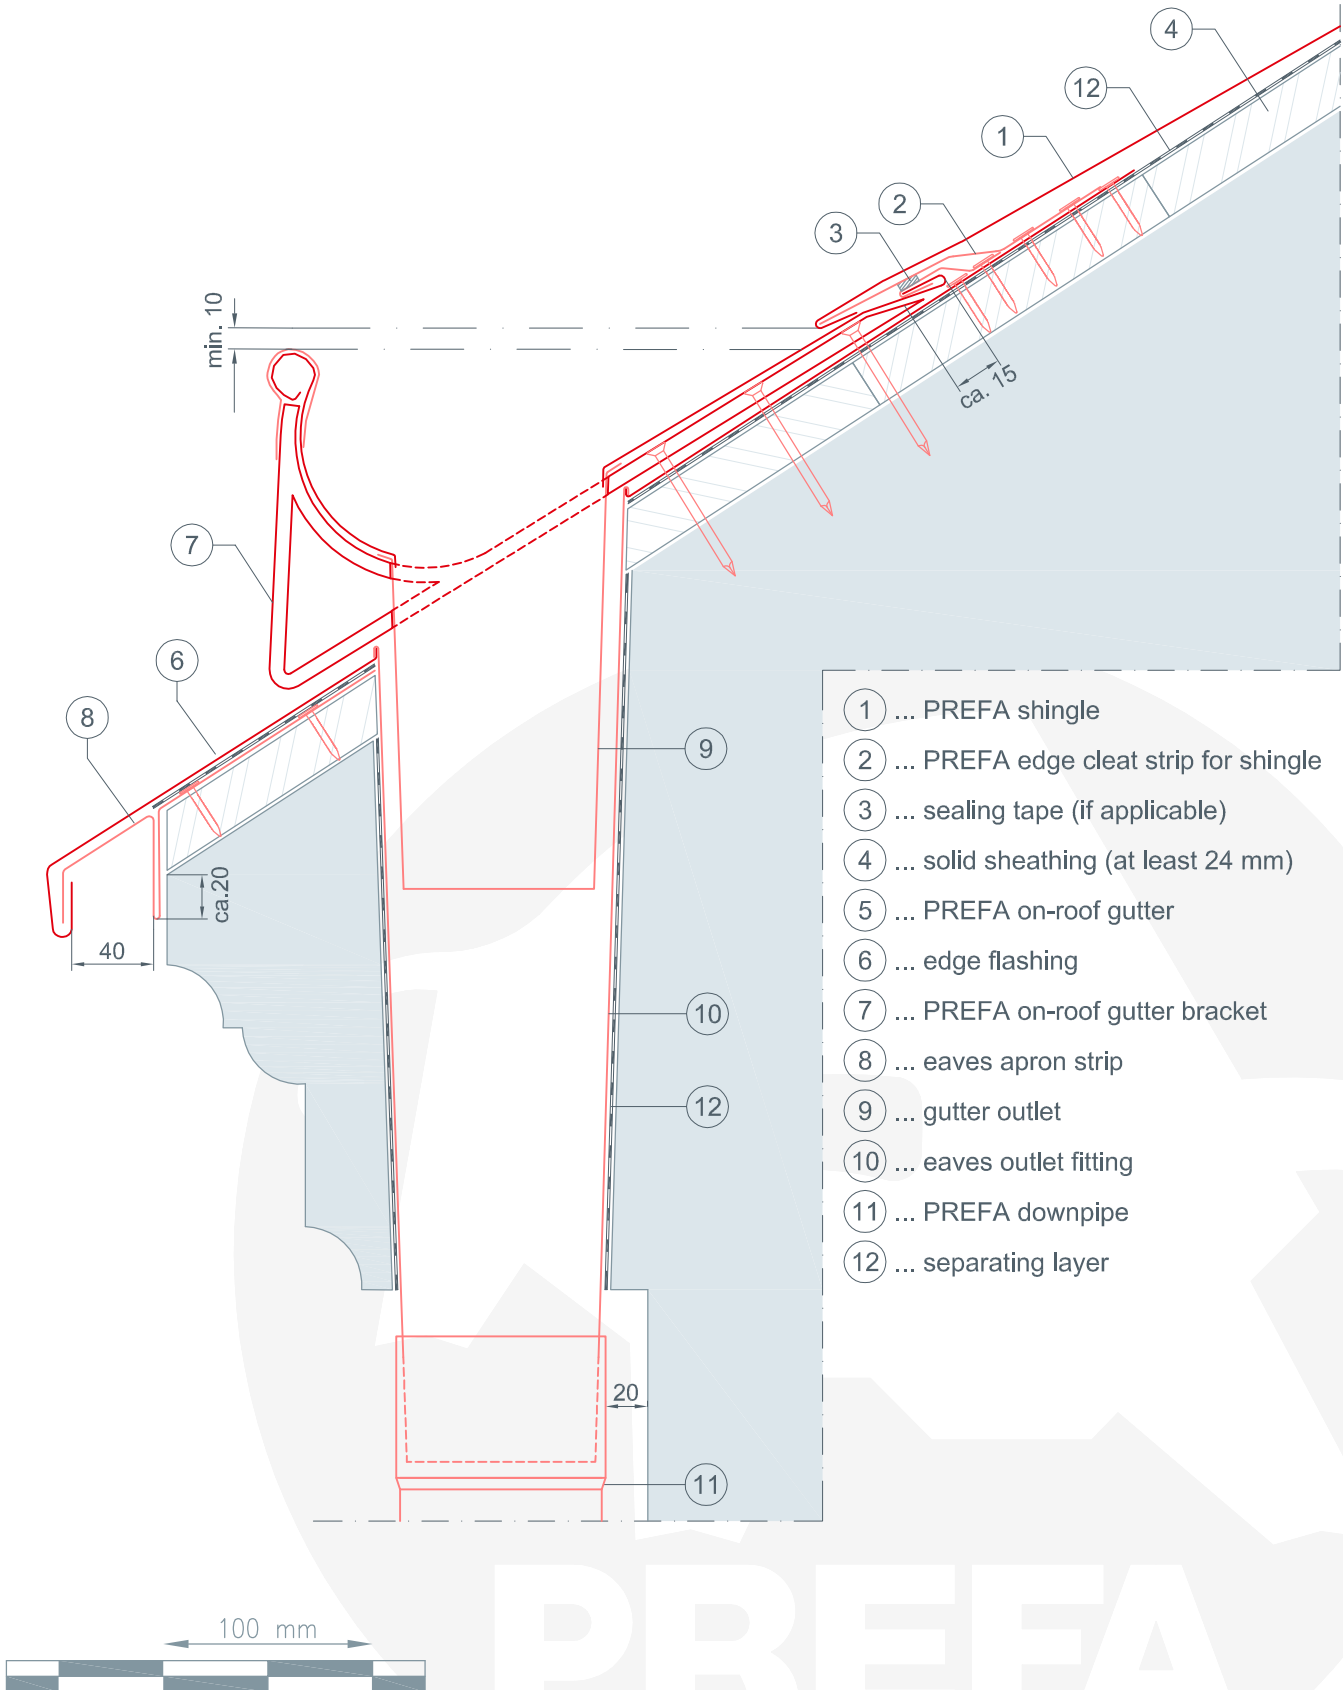 4
12
1
2
3
min. 10
ca. 15
7
6
8
9
ca.20
40
10
12
20
11
1 ... PREFA shingle
2 ... PREFA edge cleat strip for shingle
3 ... sealing tape (if applicable)
4 ... solid sheathing (at least 24 mm)
5 ... PREFA on-roof gutter
6 ... edge flashing
7 ... PREFA on-roof gutter bracket
8 ... eaves apron strip
9 ... gutter outlet
10 ... eaves outlet fitting
11 ... PREFA downpipe
12 ... separating layer
PREFA
100 mm